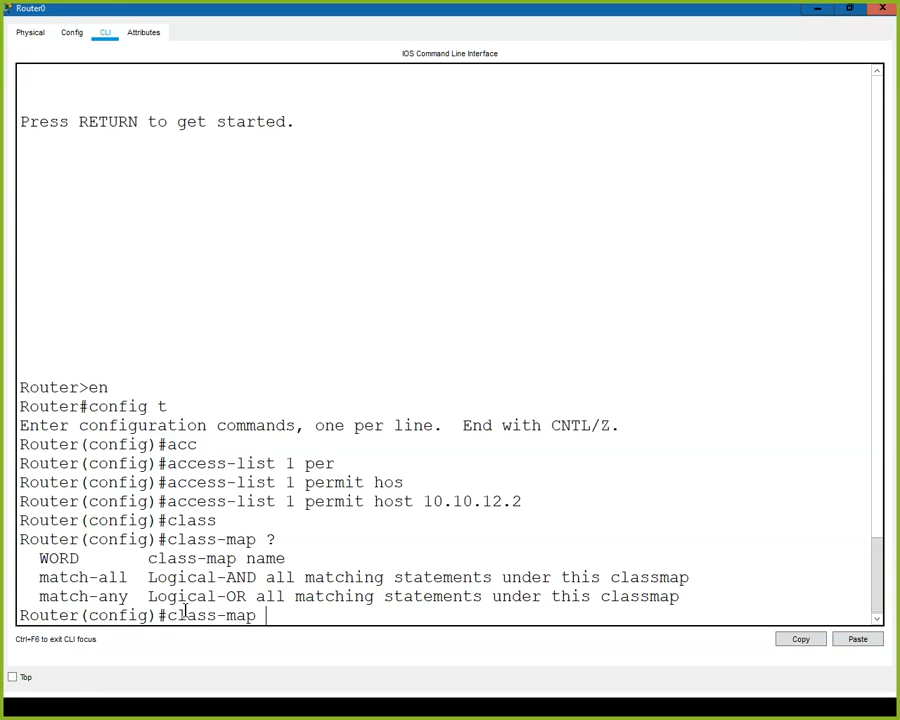 Router0
Physical Config CLI Attributes
IOS Command Line Interface
Press RETURN to get started.
Router>en
Router#config t
Enter configuration commands, one per line.  End with CNTL/Z.
Router(config)#acc
Router(config)#access-list 1 per
Router(config)#access-list 1 permit hos
Router(config)#access-list 1 permit host 10.10.12.2
Router(config)#class
Router(config)#class-map ?
  WORD       class-map name
  match-all  Logical-AND all matching statements under this classmap
  match-any  Logical-OR all matching statements under this classmap
Router(config)#class-map
Ctrl+F6 to exit CLI focus
Copy Paste
Top